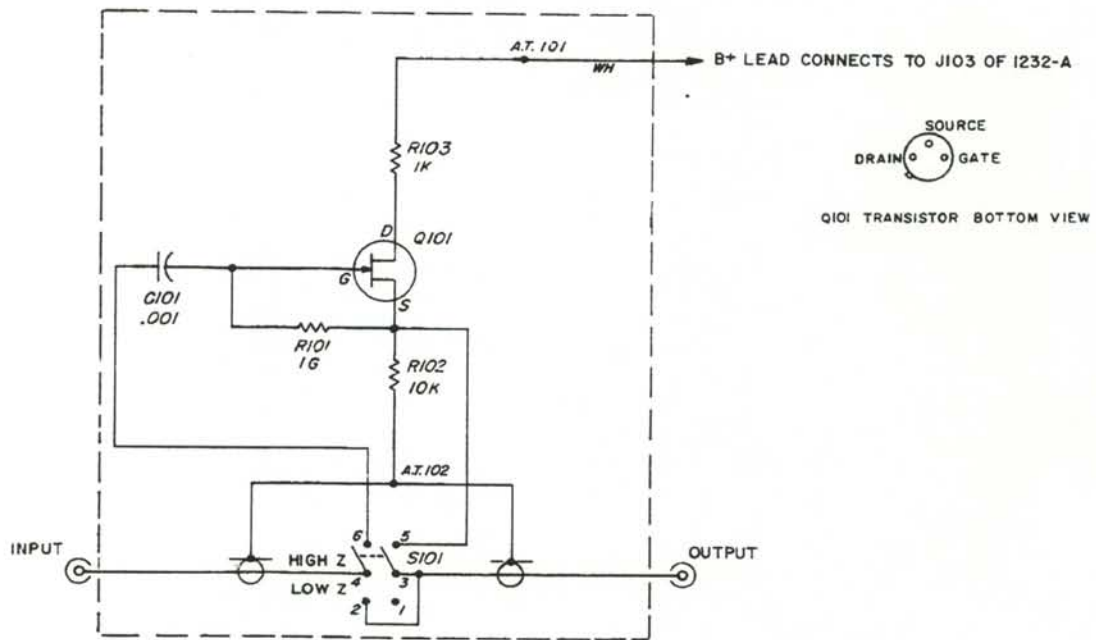 A.T. 101
WH
B+ LEAD CONNECTS TO J103 OF 1232-A
SOURCE
DRAIN
GATE
Q101 TRANSISTOR BOTTOM VIEW
R103
1K
D
Q101
G
S
C101
.001
R101
1G
R102
10K
A.T. 102
INPUT
6
5
HIGH Z
S101
4
3
LOW Z
2
1
OUTPUT